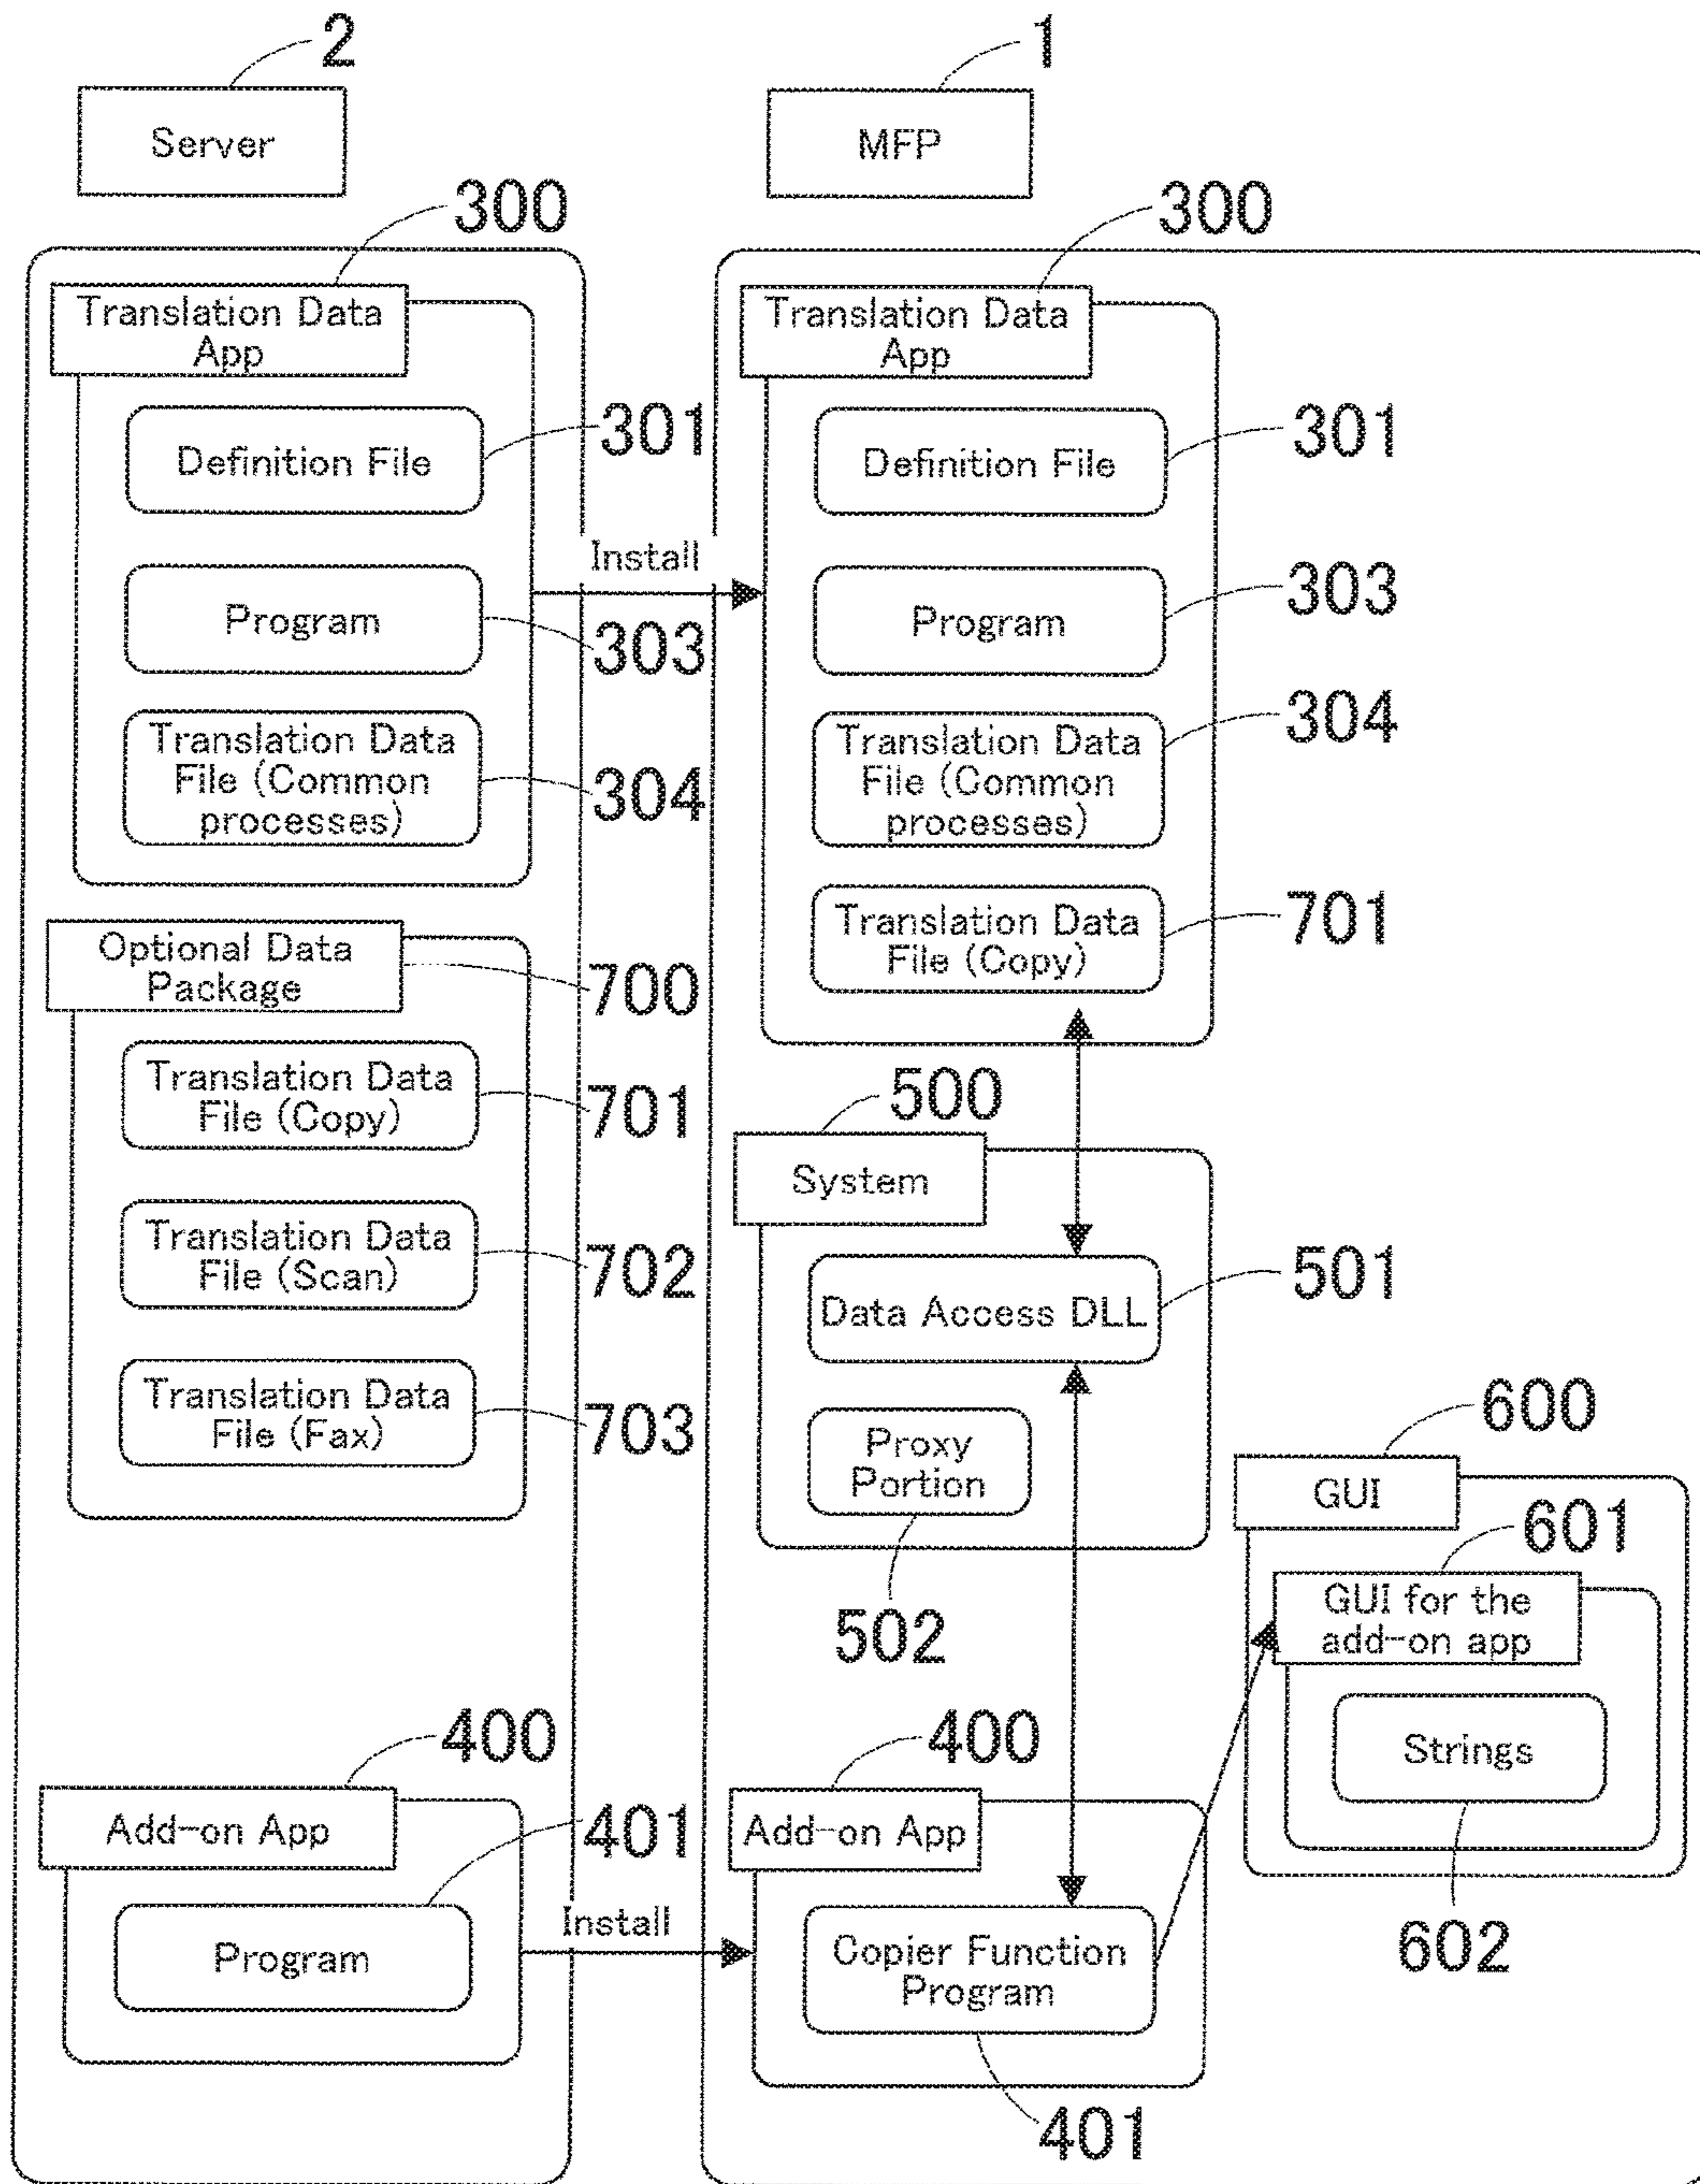 2
Server
300
Translation Data
App
Definition File
301
Install
Program
303
Translation Data
File (Common
processes)
304
Optional Data
Package
700
Translation Data
File (Copy)
701
Translation Data
File (Scan)
702
Translation Data
File (Fax)
703
400
Add-on App
401
Program
Install
1
MFP
300
Translation Data
App
Definition File
301
Program
303
Translation Data
File (Common
processes)
304
Translation Data
File (Copy)
701
500
System
Data Access DLL
501
Proxy
Portion
502
400
Add-on App
Copier Function
Program
401
600
GUI
601
GUI for the
add-on app
Strings
602